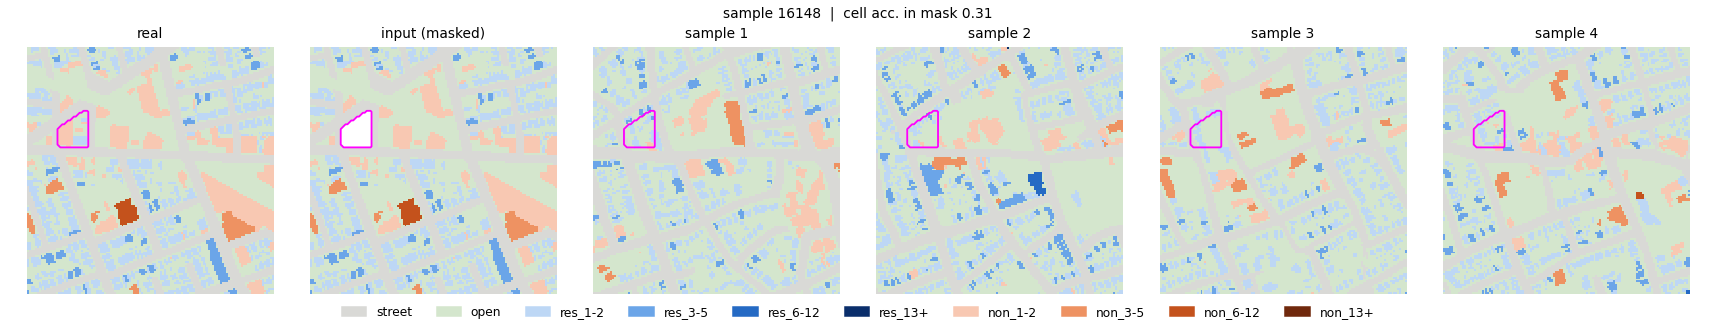 sample 16148 | cell acc. in mask 0.31
real input (masked) sample 1 sample 2 sample 3 sample 4
street open res_1-2 res_3-5 res_6-12 res_13+ non_1-2 non_3-5 non_6-12 non_13+